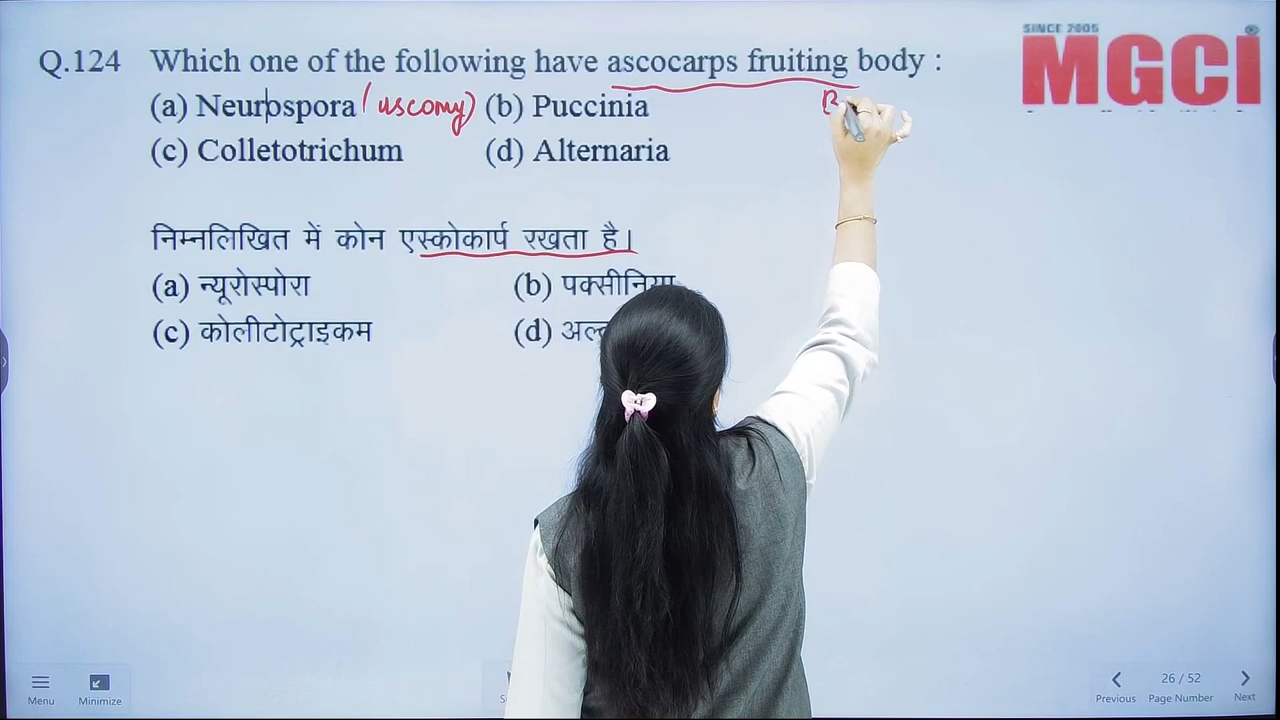 SINCE 2005
MGCI
Q.124 Which one of the following have ascocarps fruiting body :
(a) Neurospora (uscomy) (b) Puccinia
(c) Colletotrichum (d) Alternaria
निम्नलिखित में कोन एस्कोकार्प रखता है।
(a) न्यूरोस्पोरा (b) पक्सीनिया
(c) कोलीटोट्राइकम (d)
Menu Minimize
26 / 52
Previous Page Number Next